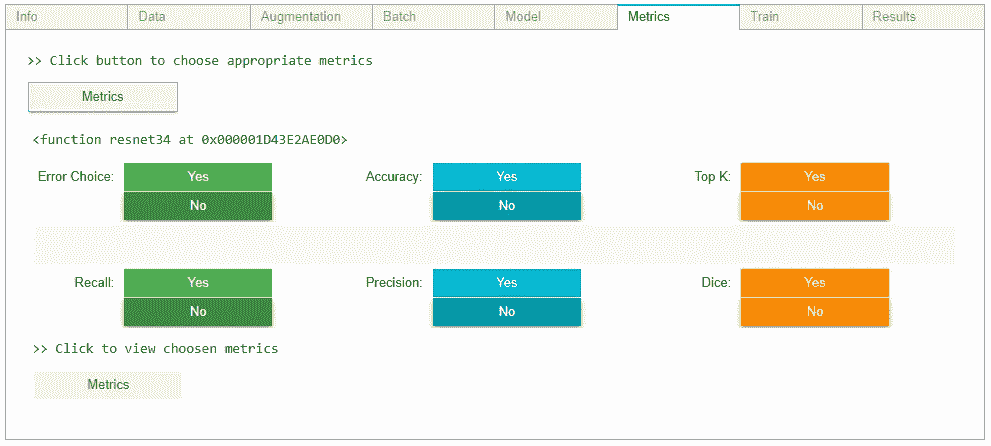 Info Data Augmentation Batch Model Metrics Train Results
>> Click button to choose appropriate metrics
Metrics
<function resnet34 at 0x000001D43E2AE0D0>
Error Choice: Yes Accuracy: Yes Top K: Yes
No No No
Recall: Yes Precision: Yes Dice: Yes
No No No
>> Click to view choosen metrics
Metrics